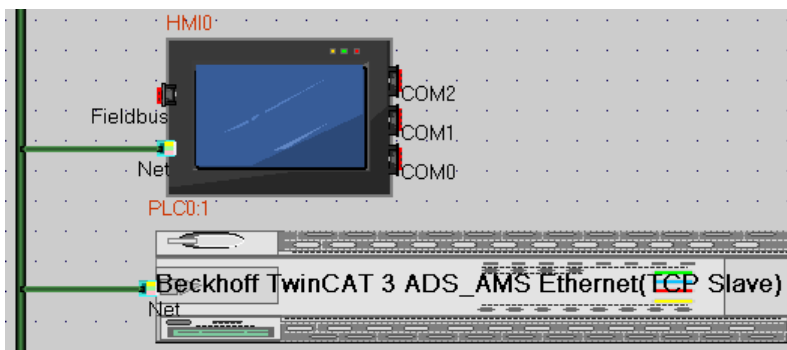 HMI0
COM2
Fieldbus
COM1
Net
COM0
PLC0:1
Beckhoff TwinCAT 3 ADS_AMS Ethernet(TCP Slave)
Net